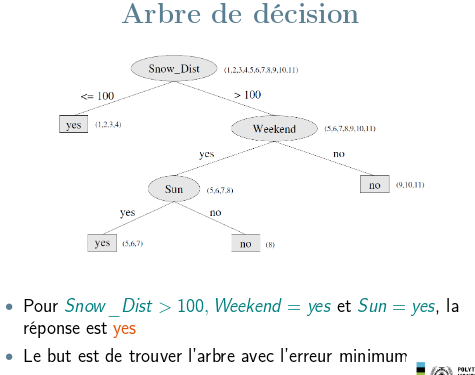 Arbre de décision
Snow_Dist (1,2,3,4,5,6,7,8,9,10,11)
<= 100 > 100
yes (1,2,3,4) Weekend (5,6,7,8,9,10,11)
yes no
Sun (5,6,7,8) no (9,10,11)
yes no
yes (5,6,7) no (8)
• Pour Snow_Dist > 100, Weekend = yes et Sun = yes, la
réponse est yes
• Le but est de trouver l'arbre avec l'erreur minimum